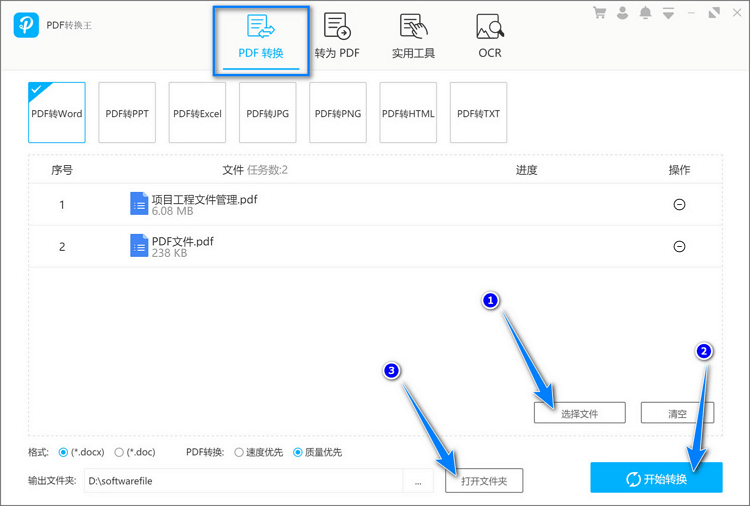 PDF转换王
PDF 转换
转为 PDF
实用工具
OCR
PDF转Word
PDF转PPT
PDF转Excel
PDF转JPG
PDF转PNG
PDF转HTML
PDF转TXT
序号 文件 任务数:2 进度 操作
1 项目工程文件管理.pdf
6.08 MB
2 PDF文件.pdf
238 KB
1
2
3
选择文件 清空
格式: (*.docx) (*.doc) PDF转换: 速度优先 质量优先
输出文件夹: D:\softwarefile ... 打开文件夹 开始转换